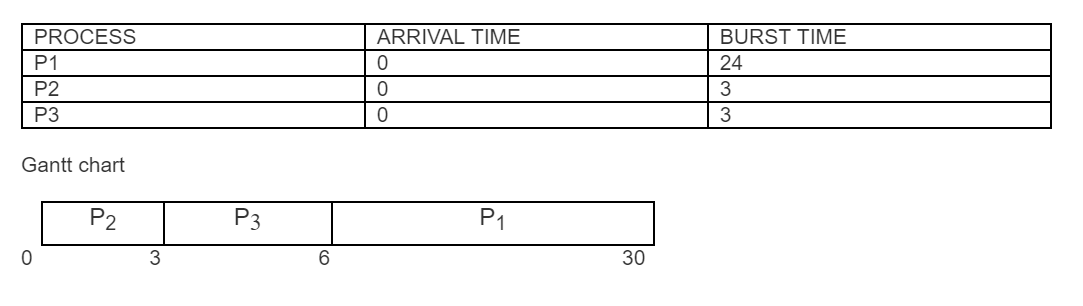 PROCESS ARRIVAL TIME BURST TIME
P1 0 24
P2 0 3
P3 0 3
Gantt chart
P2 P3 P1
0 3 6 30